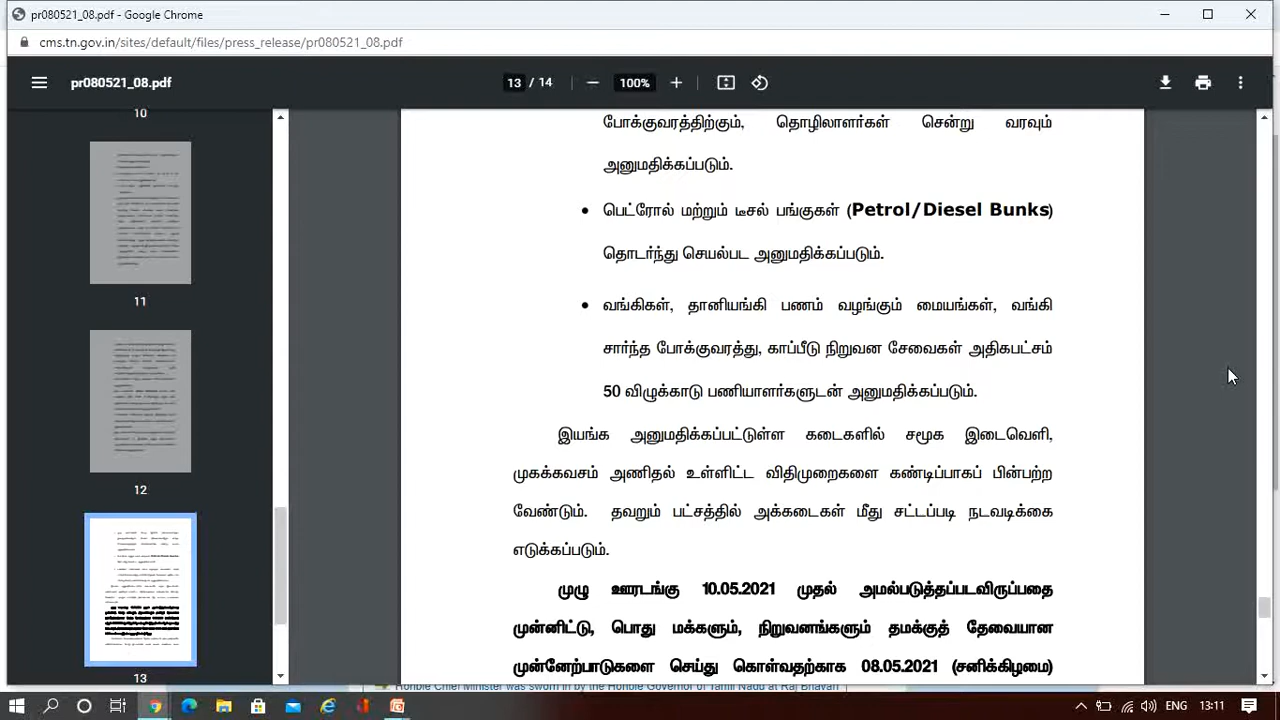 pr080521_08.pdf - Google Chrome
cms.tn.gov.in/sites/default/files/press_release/pr080521_08.pdf
pr080521_08.pdf
13 / 14
100%
10
11
12
13
போக்குவரத்திற்கும், தொழிலாளர்கள் சென்று வரவும்
அனுமதிக்கப்படும்.
• பெட்ரோல் மற்றும் டீசல் பங்குகள் (Petrol/Diesel Bunks)
தொடர்ந்து செயல்பட அனுமதிக்கப்படும்.
• வங்கிகள், தானியங்கி பணம் வழங்கும் மையங்கள், வங்கி
சார்ந்த போக்குவரத்து, காப்பீடு நிறுவன சேவைகள் அதிகபட்சம்
50 விழுக்காடு பணியாளர்களுடன் அனுமதிக்கப்படும்.
இயங்க அனுமதிக்கப்பட்டுள்ள கடைகளில் சமூக இடைவெளி,
முகக்கவசம் அணிதல் உள்ளிட்ட விதிமுறைகளை கண்டிப்பாகப் பின்பற்ற
வேண்டும். தவறும் பட்சத்தில் அக்கடைகள் மீது சட்டப்படி நடவடிக்கை
எடுக்கப்படும்.
முழு ஊரடங்கு 10.05.2021 முதல் அமல்படுத்தப்படவிருப்பதை
முன்னிட்டு, பொது மக்களும், நிறுவனங்களும் தமக்குத் தேவையான
முன்னேற்பாடுகளை செய்து கொள்வதற்காக 08.05.2021 (சனிக்கிழமை)
Honble Chief Minister was sworn in by the Honble Governor of Tamil Nadu at Raj Bhavan
ENG 13:11